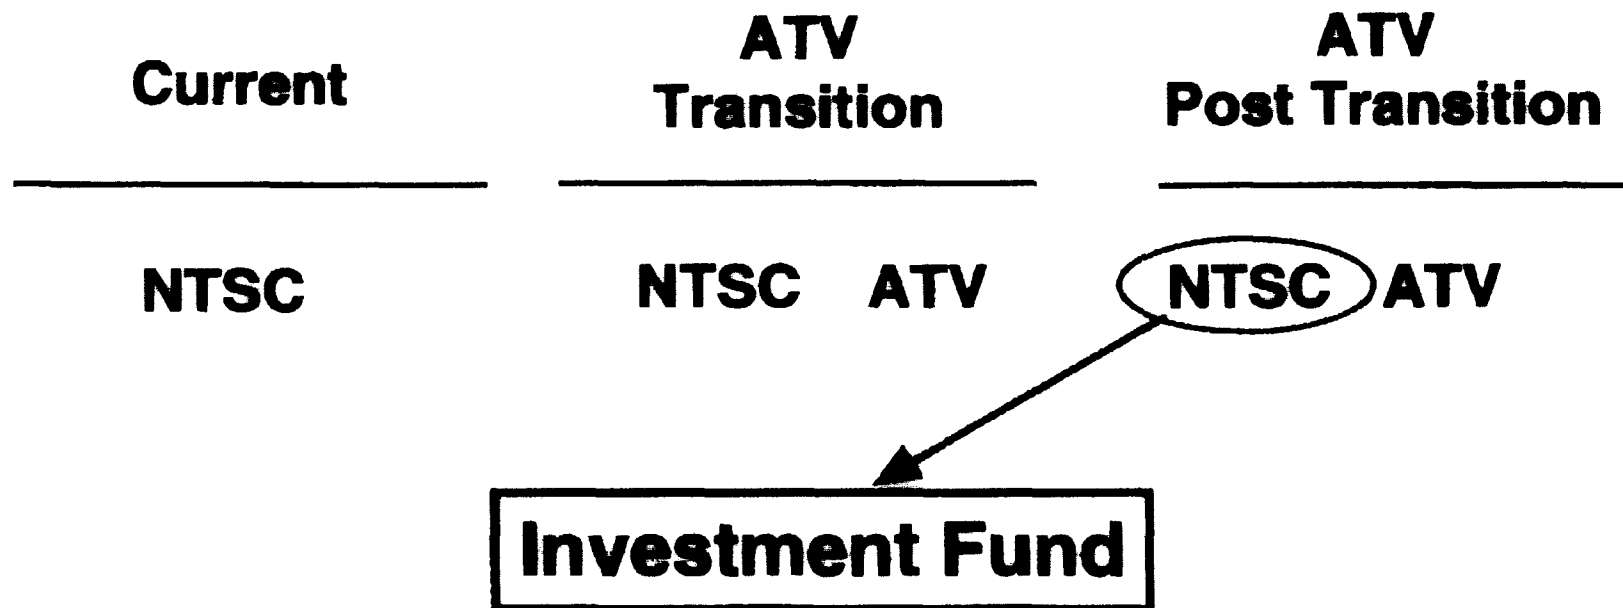 Current
ATV
Transition
ATV
Post Transition
NTSC
NTSC ATV
NTSC ATV
Investment Fund